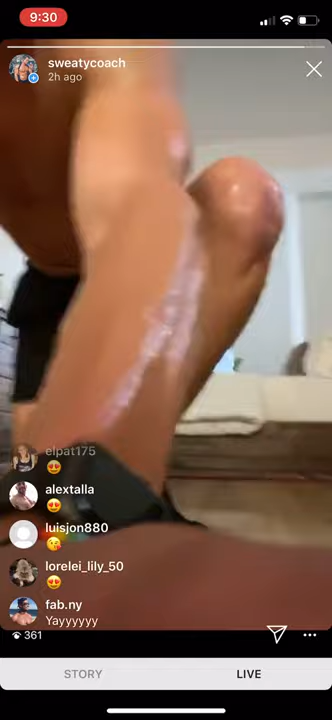 9:30
sweatycoach
2h ago
elpat175
😍
alextalla
😍
luisjon880
😘
lorelei_lily_50
😍
fab.ny
Yayyyyyy
361
STORY
LIVE